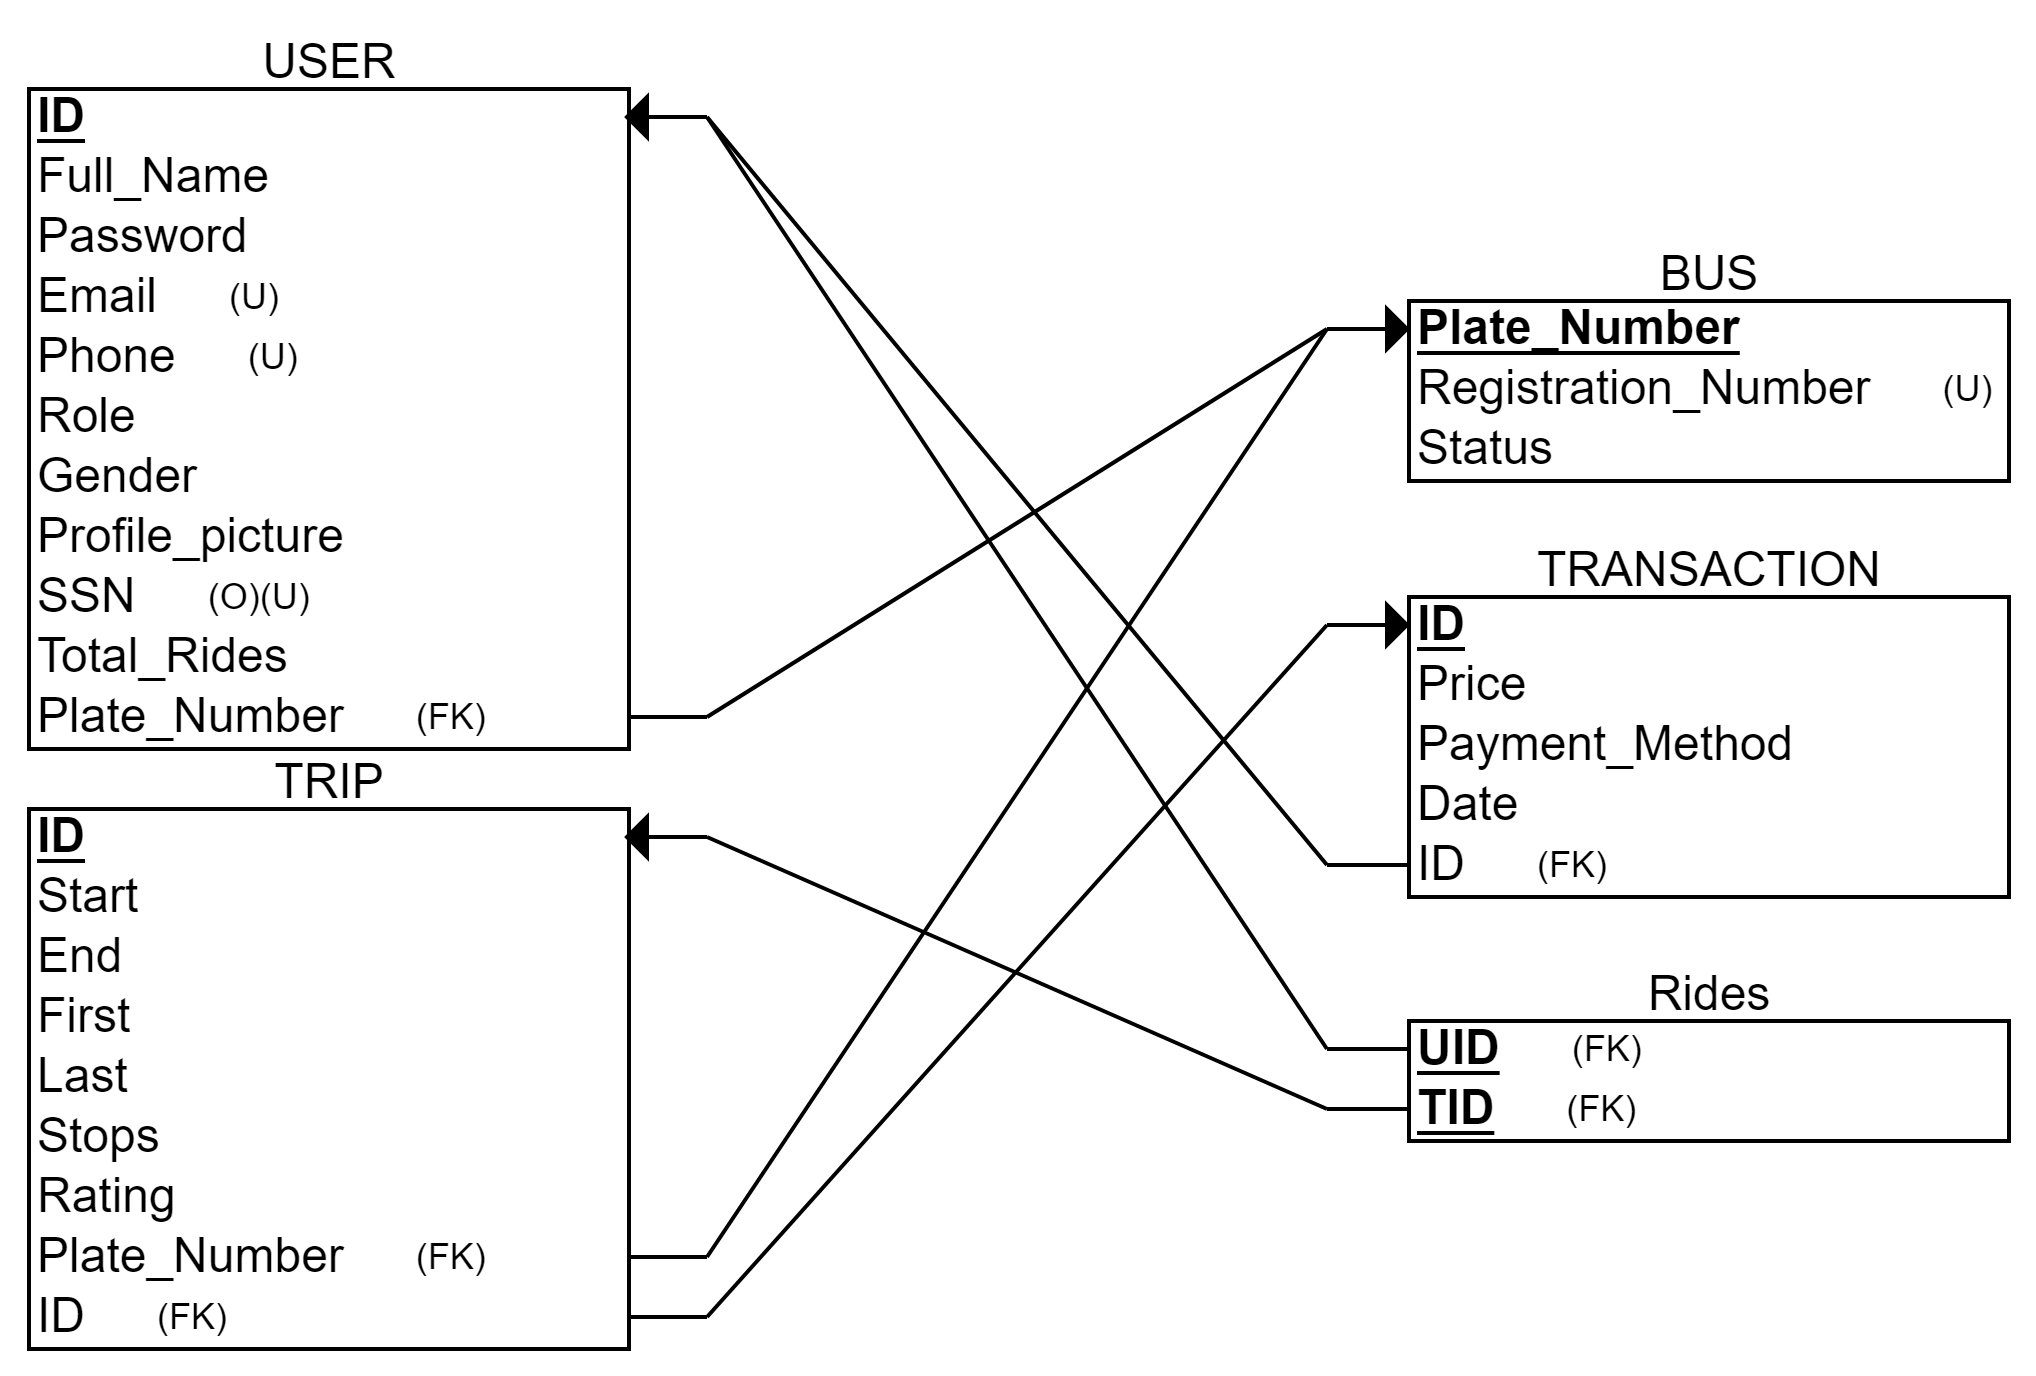 USER
ID
Full_Name
Password
Email (U)
Phone (U)
Role
Gender
Profile_picture
SSN (O)(U)
Total_Rides
Plate_Number (FK)
TRIP
ID
Start
End
First
Last
Stops
Rating
Plate_Number (FK)
ID (FK)
BUS
Plate_Number
Registration_Number (U)
Status
TRANSACTION
ID
Price
Payment_Method
Date
ID (FK)
Rides
UID (FK)
TID (FK)